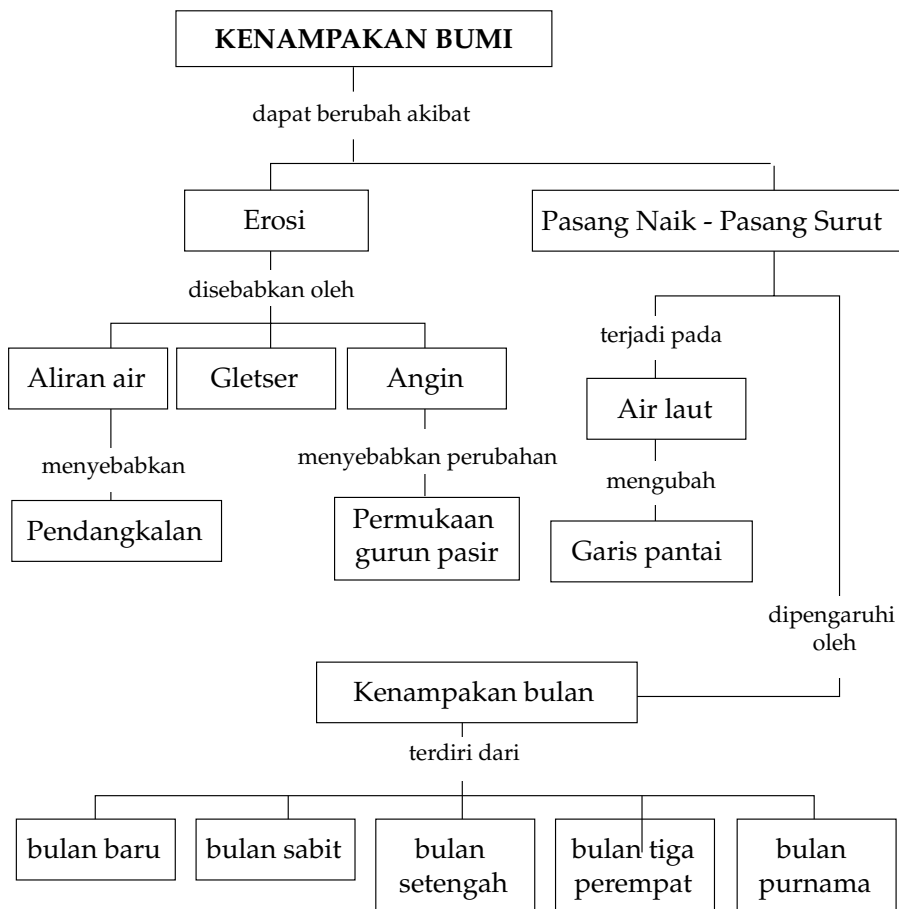 KENAMPAKAN BUMI
dapat berubah akibat
Erosi
Pasang Naik - Pasang Surut
disebabkan oleh
terjadi pada
Aliran air
Gletser
Angin
Air laut
menyebabkan
menyebabkan perubahan
mengubah
Pendangkalan
Permukaan
gurun pasir
Garis pantai
dipengaruhi
oleh
Kenampakan bulan
terdiri dari
bulan baru
bulan sabit
bulan
setengah
bulan tiga
perempat
bulan
purnama